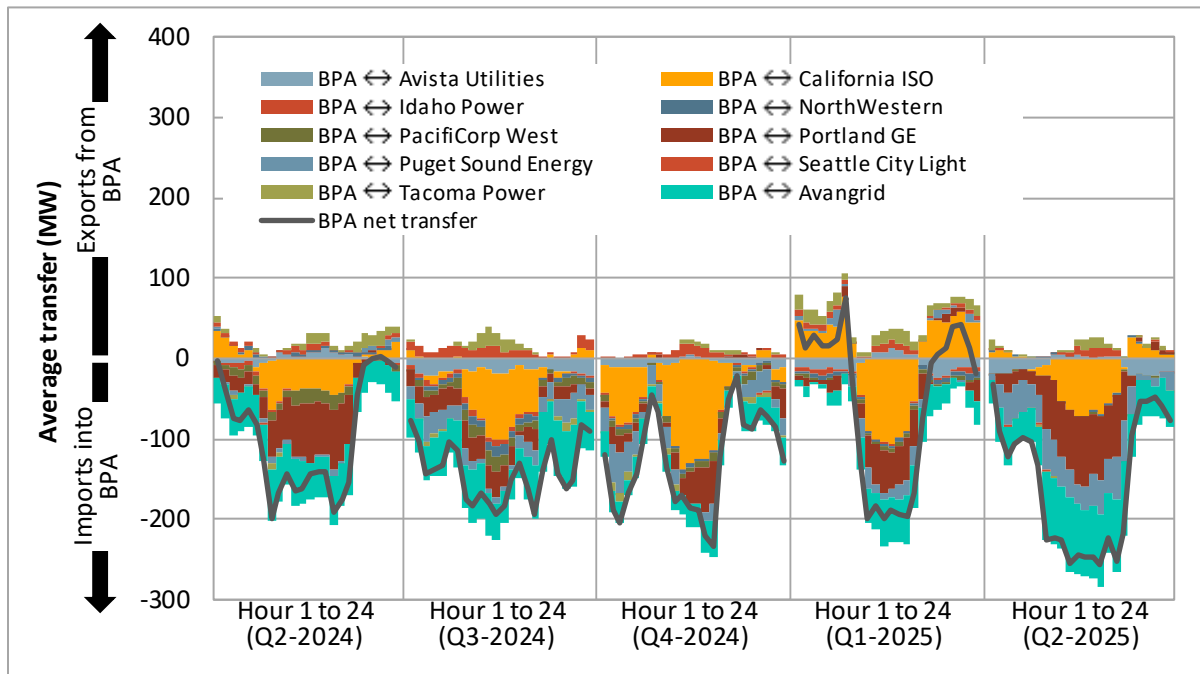 400
300
200
100
0
-100
-200
-300
Average transfer (MW)
Exports from
BPA
Imports into
BPA
BPA ⟷ Avista Utilities
BPA ⟷ California ISO
BPA ⟷ Idaho Power
BPA ⟷ NorthWestern
BPA ⟷ PacifiCorp West
BPA ⟷ Portland GE
BPA ⟷ Puget Sound Energy
BPA ⟷ Seattle City Light
BPA ⟷ Tacoma Power
BPA ⟷ Avangrid
BPA net transfer
Hour 1 to 24
(Q2-2024)
Hour 1 to 24
(Q3-2024)
Hour 1 to 24
(Q4-2024)
Hour 1 to 24
(Q1-2025)
Hour 1 to 24
(Q2-2025)